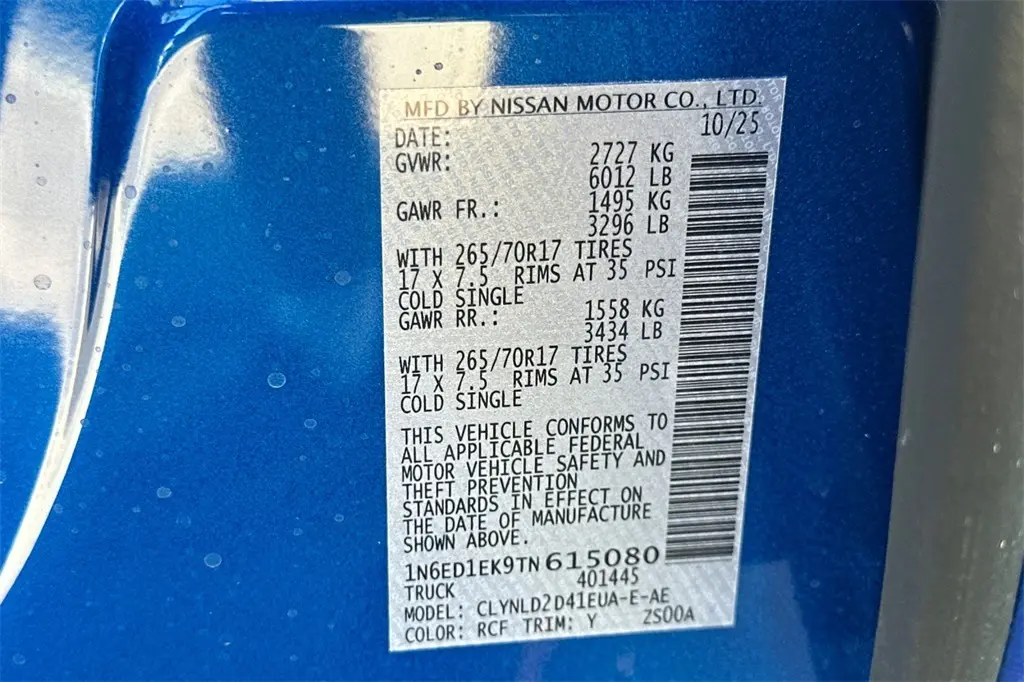 MFD BY NISSAN MOTOR CO., LTD.
DATE: 10/25
GVWR: 2727 KG
6012 LB
GAWR FR.: 1495 KG
3296 LB
WITH 265/70R17 TIRES
17 X 7.5 RIMS AT 35 PSI
COLD SINGLE
GAWR RR.: 1558 KG
3434 LB
WITH 265/70R17 TIRES
17 X 7.5 RIMS AT 35 PSI
COLD SINGLE
THIS VEHICLE CONFORMS TO
ALL APPLICABLE FEDERAL
MOTOR VEHICLE SAFETY AND
THEFT PREVENTION
STANDARDS IN EFFECT ON
THE DATE OF MANUFACTURE
SHOWN ABOVE.
1N6ED1EK9TN615080
TRUCK 401445
MODEL: CLYNLD2D41EUA-E-AE
COLOR: RCF TRIM: Y ZS00A